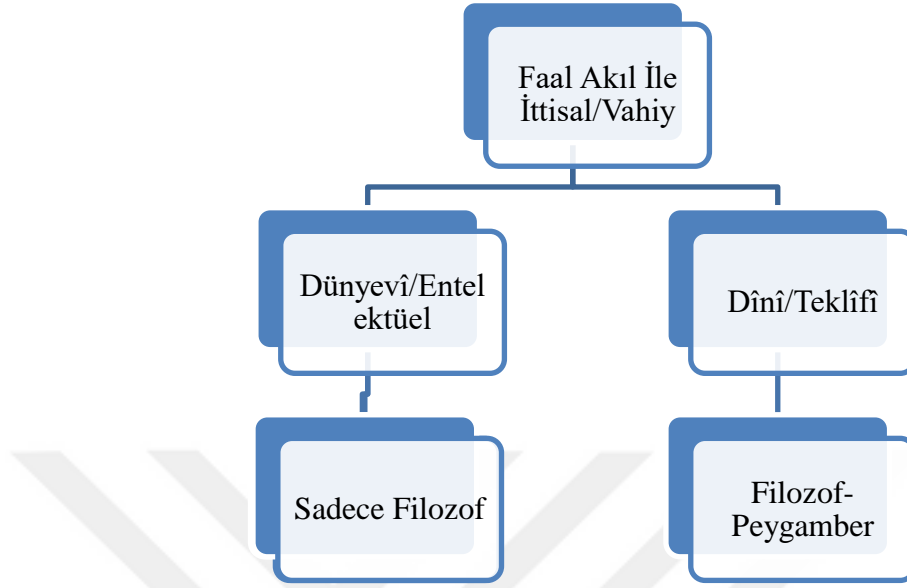 Faal Akıl İle
İttisal/Vahiy
Dünyevî/Entel
ektüel
Dînî/Teklîfî
Sadece Filozof
Filozof-
Peygamber